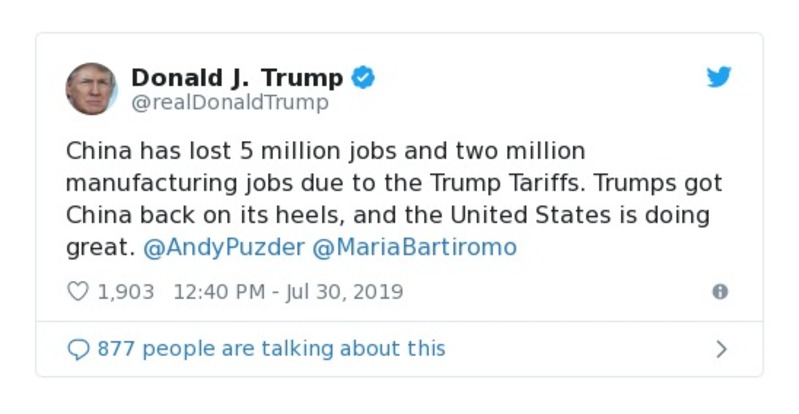 Donald J. Trump
@realDonaldTrump
China has lost 5 million jobs and two million
manufacturing jobs due to the Trump Tariffs. Trumps got
China back on its heels, and the United States is doing
great. @AndyPuzder @MariaBartiromo
1,903 12:40 PM - Jul 30, 2019
877 people are talking about this